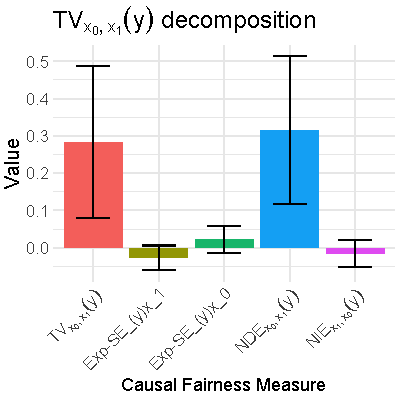 TVx₀, x₁(y) decomposition
Value
0.5
0.4
0.3
0.2
0.1
0.0
TVx₀, x₁(y)
Exp-SE_(y)x_1
Exp-SE_(y)x_0
NDEx₀, x₁(y)
NIEx₁, x₀(y)
Causal Fairness Measure